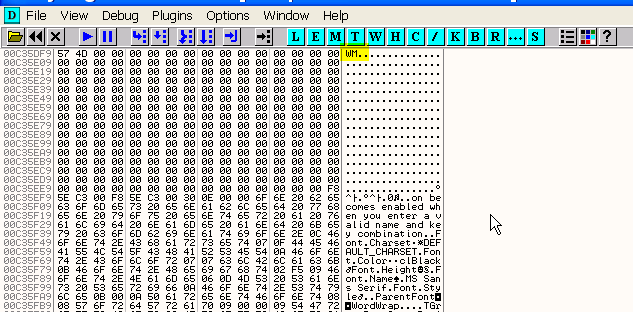 D File View Debug Plugins Options Window Help
L E M T W H C / K B R ... S ?
00C35DF9 57 4D 00 00 00 00 00 00 00 00 00 00 00 00 00 00 WM..............
00C35E09 00 00 00 00 00 00 00 00 00 00 00 00 00 00 00 00 ................
00C35E19 00 00 00 00 00 00 00 00 00 00 00 00 00 00 00 00 ................
00C35E29 00 00 00 00 00 00 00 00 00 00 00 00 00 00 00 00 ................
00C35E39 00 00 00 00 00 00 00 00 00 00 00 00 00 00 00 00 ................
00C35E49 00 00 00 00 00 00 00 00 00 00 00 00 00 00 00 00 ................
00C35E59 00 00 00 00 00 00 00 00 00 00 00 00 00 00 00 00 ................
00C35E69 00 00 00 00 00 00 00 00 00 00 00 00 00 00 00 00 ................
00C35E79 00 00 00 00 00 00 00 00 00 00 00 00 00 00 00 00 ................
00C35E89 00 00 00 00 00 00 00 00 00 00 00 00 00 00 00 00 ................
00C35E99 00 00 00 00 00 00 00 00 00 00 00 00 00 00 00 00 ................
00C35EA9 00 00 00 00 00 00 00 00 00 00 00 00 00 00 00 00 ................
00C35EB9 00 00 00 00 00 00 00 00 00 00 00 00 00 00 00 00 ................
00C35EC9 00 00 00 00 00 00 00 00 00 00 00 00 00 00 00 00 ................
00C35ED9 00 00 00 00 00 00 00 00 00 00 00 00 00 00 00 00 ................
00C35EE9 00 00 00 00 00 00 00 00 00 00 00 00 00 00 00 F8 ...............°
00C35EF9 5E C3 00 F8 5E C3 00 30 0E 00 00 6F 6E 20 62 65 ^├.°^├.0♫..on be
00C35F09 63 6F 6D 65 73 20 65 6E 61 62 6C 65 64 20 77 68 comes enabled wh
00C35F19 65 6E 20 79 6F 75 20 65 6E 74 65 72 20 61 20 76 en you enter a v
00C35F29 61 6C 69 64 20 6E 61 6D 65 20 61 6E 64 20 6B 65 alid name and ke
00C35F39 79 20 63 6F 6D 62 69 6E 61 74 69 6F 6E 2E 0C 46 y combination..F
00C35F49 6F 6E 74 2E 43 68 61 72 73 65 74 07 0F 44 45 46 ont.Charset·☼DEF
00C35F59 41 55 4C 54 5F 43 48 41 52 53 45 54 0A 46 6F 6E AULT_CHARSET.Fon
00C35F69 74 2E 43 6F 6C 6F 72 07 07 63 6C 42 6C 61 63 6B t.Color··clBlack
00C35F79 0B 46 6F 6E 74 2E 48 65 69 67 68 74 02 F5 09 46 ♂Font.Height☻§.F
00C35F89 6F 6E 74 2E 4E 61 6D 65 06 0D 4D 53 20 53 61 6E ont.Name♠.MS San
00C35F99 73 20 53 65 72 69 66 0A 46 6F 6E 74 2E 53 74 79 s Serif.Font.Sty
00C35FA9 6C 65 0B 00 0A 50 61 72 65 6E 74 46 6F 6E 74 08 le♂..ParentFont◘
08 57 6F 72 64 57 72 61 70 09 00 00 09 54 47 72 ◘WordWrap....TGr